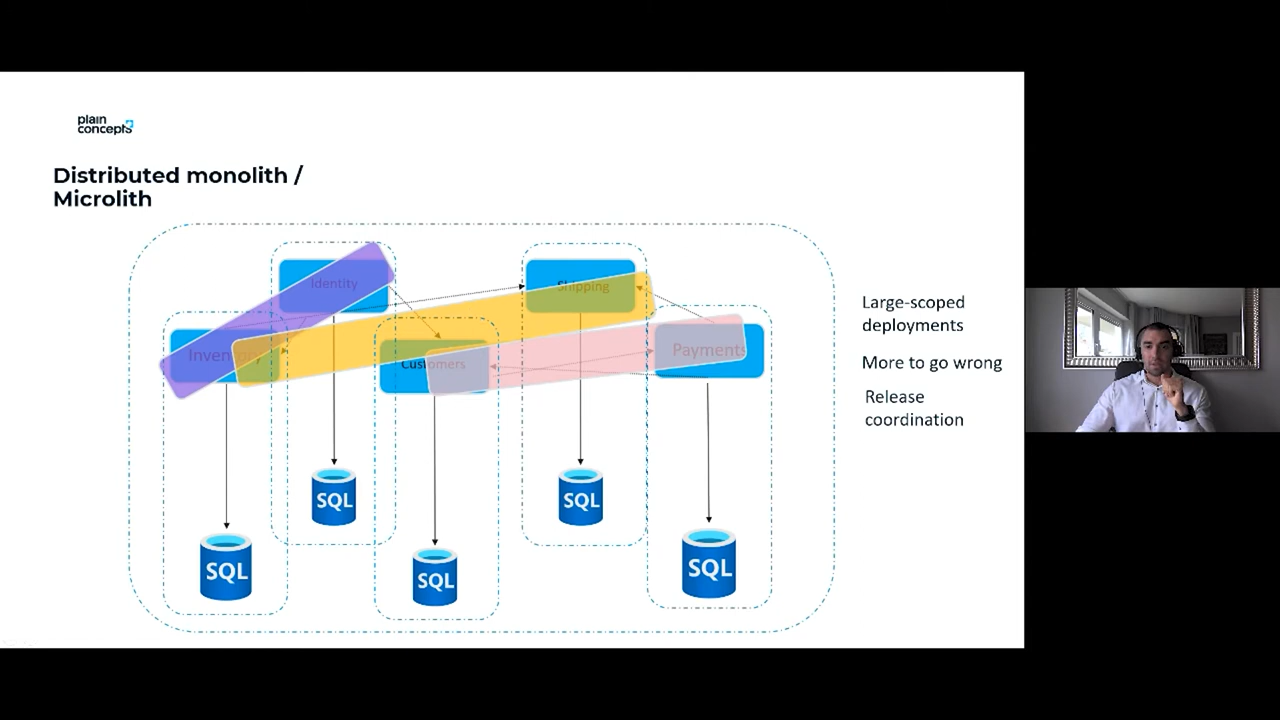 plain
concepts
Distributed monolith /
Microlith
Identity
Shipping
Inventory
Customers
Payments
Large-scoped
deployments
More to go wrong
Release
coordination
SQL
SQL
SQL
SQL
SQL